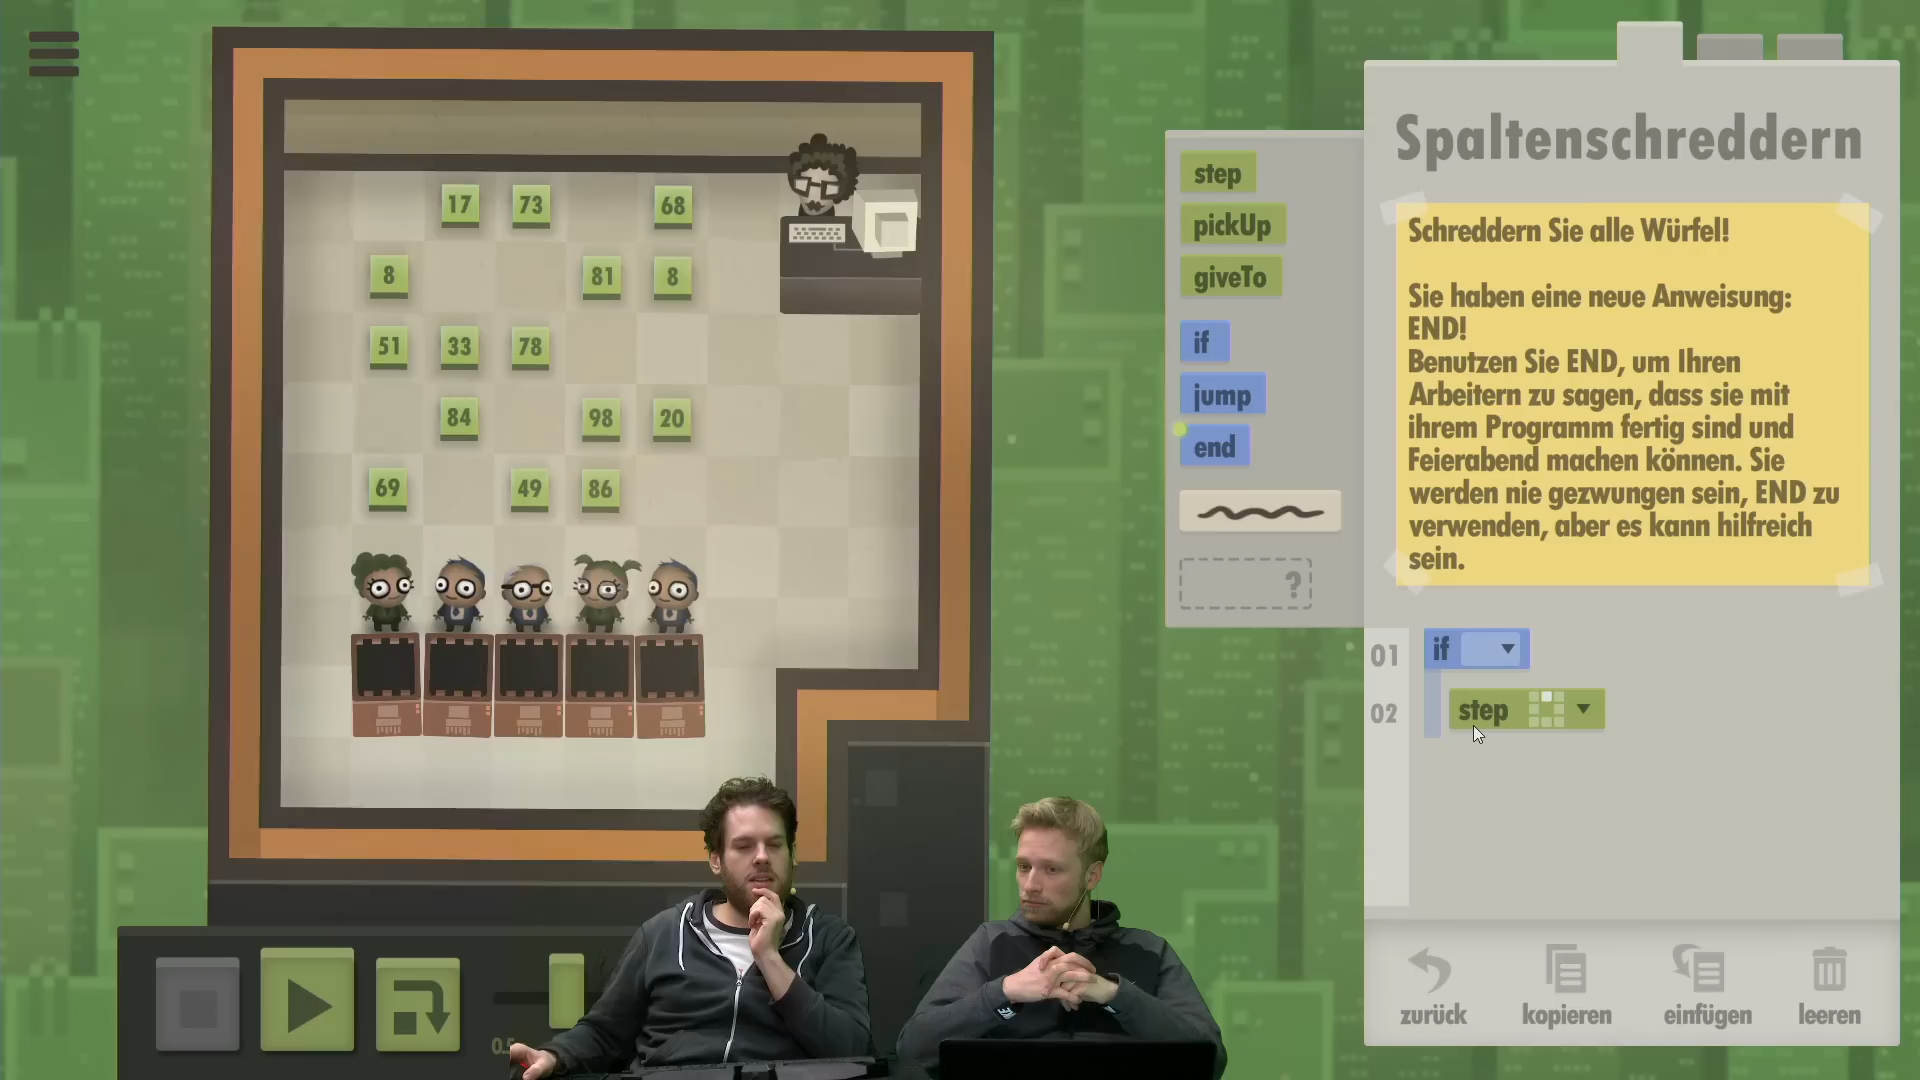 17 73 68
8 81 8
51 33 78
84 98 20
69 49 86
step
pickUp
giveTo
if
jump
end
?
Spaltenschreddern
Schreddern Sie alle Würfel!
Sie haben eine neue Anweisung:
END!
Benutzen Sie END, um Ihren
Arbeitern zu sagen, dass sie mit
ihrem Programm fertig sind und
Feierabend machen können. Sie
werden nie gezwungen sein, END zu
verwenden, aber es kann hilfreich
sein.
01 if
02 step
zurück kopieren einfügen leeren